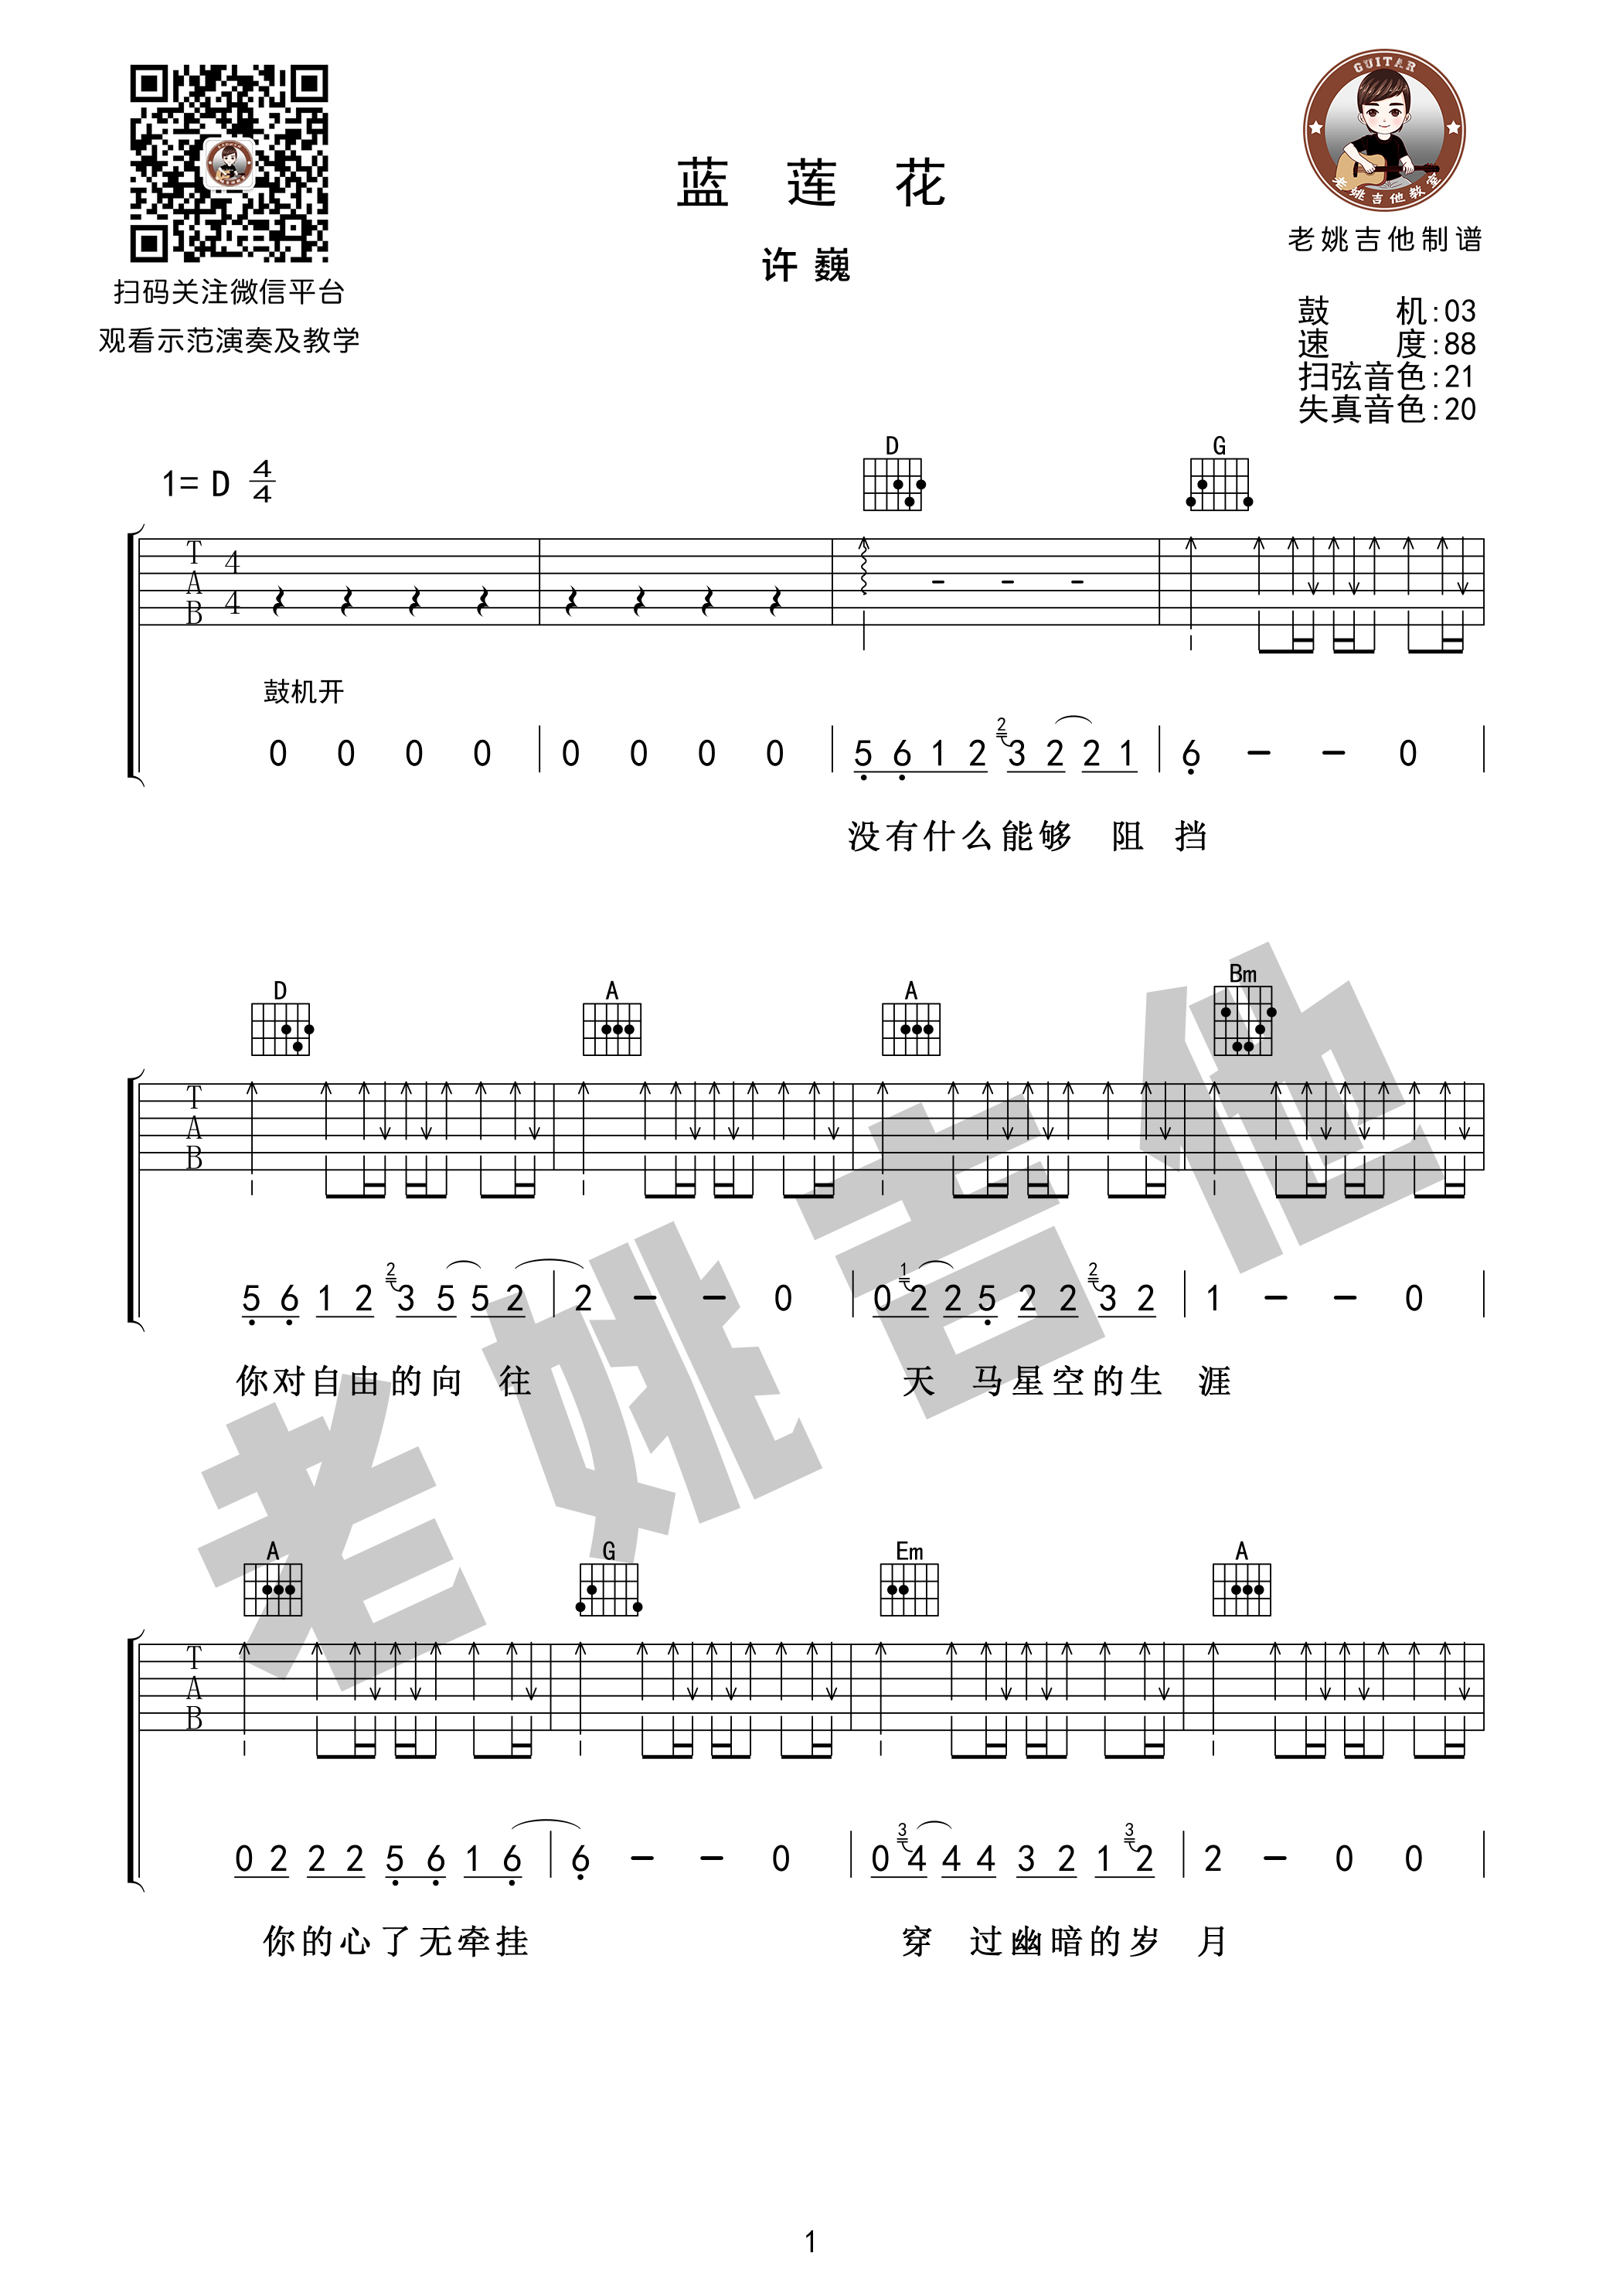 GUITAR
老姚吉他教室
老姚吉他制谱
扫码关注微信平台
观看示范演奏及教学
蓝 莲 花
许 巍
鼓 机:03
速 度:88
扫弦音色:21
失真音色:20
1= D 4/4
D G
T A B 4 4
鼓机开
0 0 0 0 | 0 0 0 0 | 5 6 1 2 2 3 2 2 1 | 6 – – 0 |
没有什么能够 阻 挡
D A A Bm
T A B
5 6 1 2 2 3 5 5 2 | 2 – – 0 | 0 1 2 2 5 2 2 2 3 2 | 1 – – 0 |
你对自由的向 往 天 马星空的生 涯
A G Em A
T A B
0 2 2 2 5 6 1 6 | 6 – – 0 | 0 3 4 4 4 3 2 1 3 2 | 2 – 0 0 |
你的心了无牵挂 穿 过幽暗的岁 月
老姚吉他
1